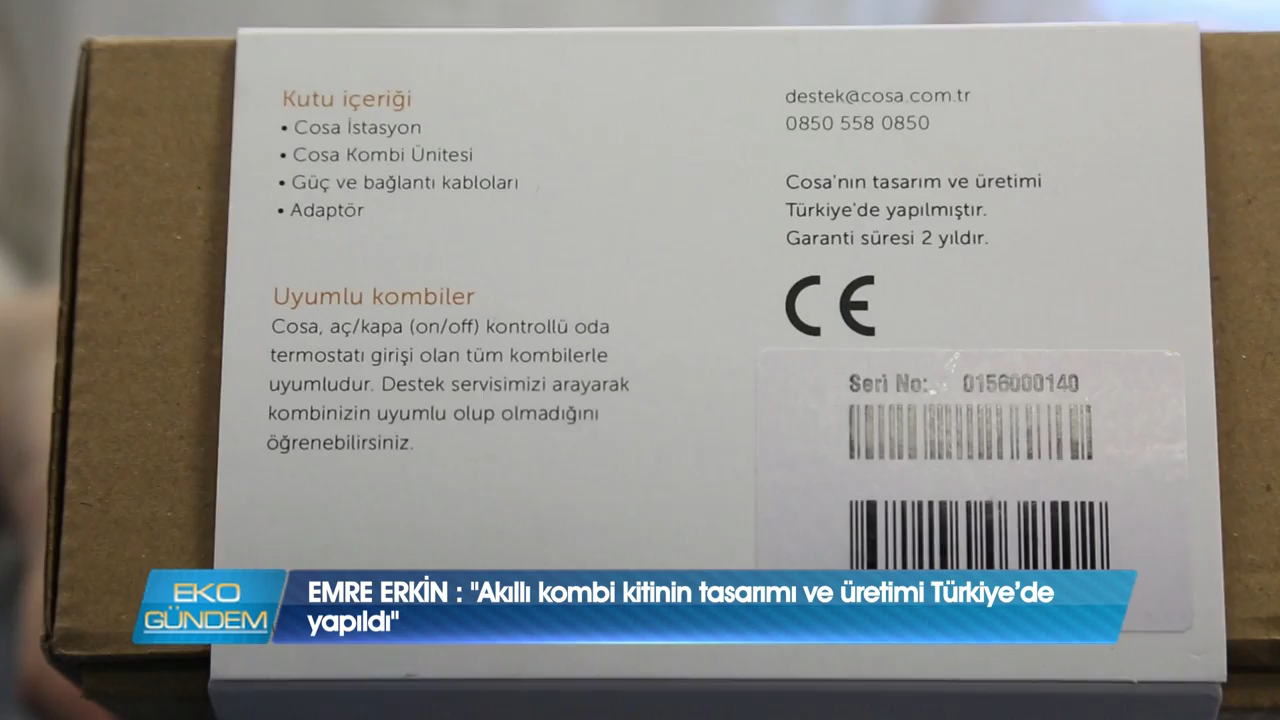 Kutu içeriği
• Cosa İstasyon
• Cosa Kombi Ünitesi
• Güç ve bağlantı kabloları
• Adaptör
Uyumlu kombiler
Cosa, aç/kapa (on/off) kontrollü oda
termostatı girişi olan tüm kombilerle
uyumludur. Destek servisimizi arayarak
kombinizin uyumlu olup olmadığını
öğrenebilirsiniz.
destek@cosa.com.tr
0850 558 0850
Cosa'nın tasarım ve üretimi
Türkiye'de yapılmıştır.
Garanti süresi 2 yıldır.
CE
Seri No: 0156000140
EKO
GÜNDEM
EMRE ERKİN : "Akıllı kombi kitinin tasarımı ve üretimi Türkiye’de
yapıldı"